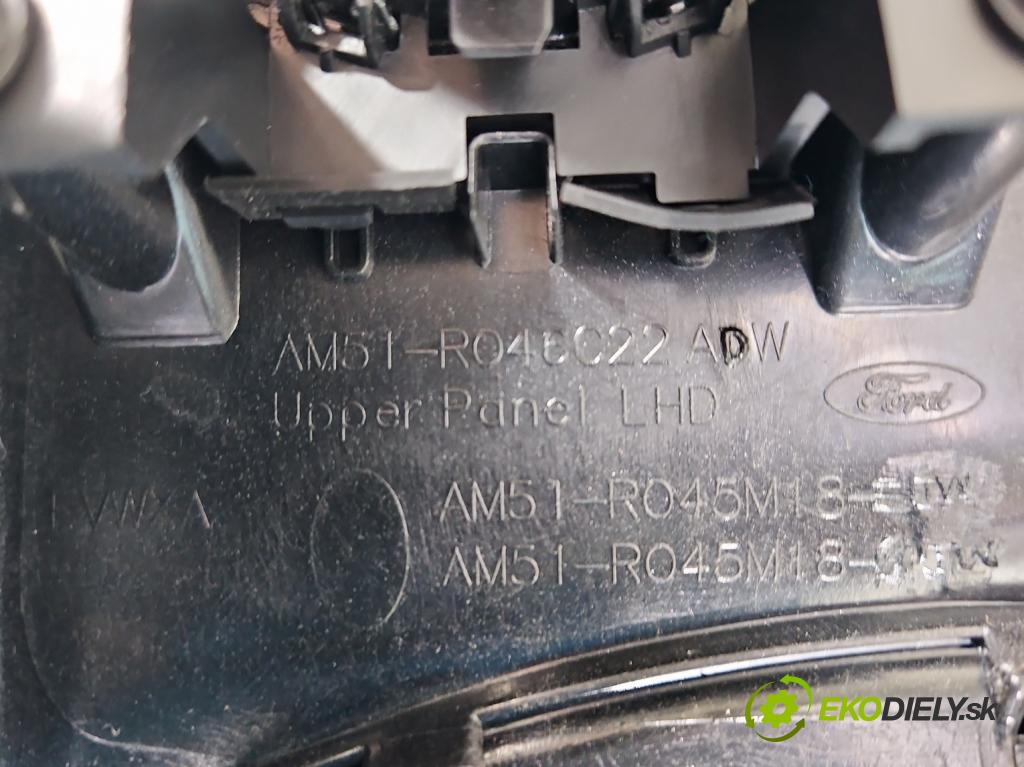 AM51-R046C22 ADW
Upper Panel LHD
Ford
AM51-R045M18-
AM51-R045M18-
EKODIELY.sk